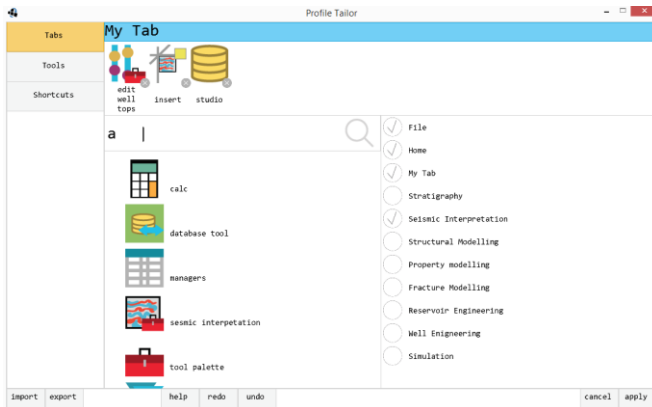 Profile Tailor
Tabs
Tools
Shortcuts
My Tab
edit
well
tops
insert
studio
a |
calc
database tool
managers
sesmic interpetation
tool palette
File
Home
My Tab
Stratigraphy
Seismic Interpretation
Structural Modelling
Property modelling
Fracture Modelling
Reservoir Engineering
Well Enigneering
Simulation
import export help redo undo cancel apply